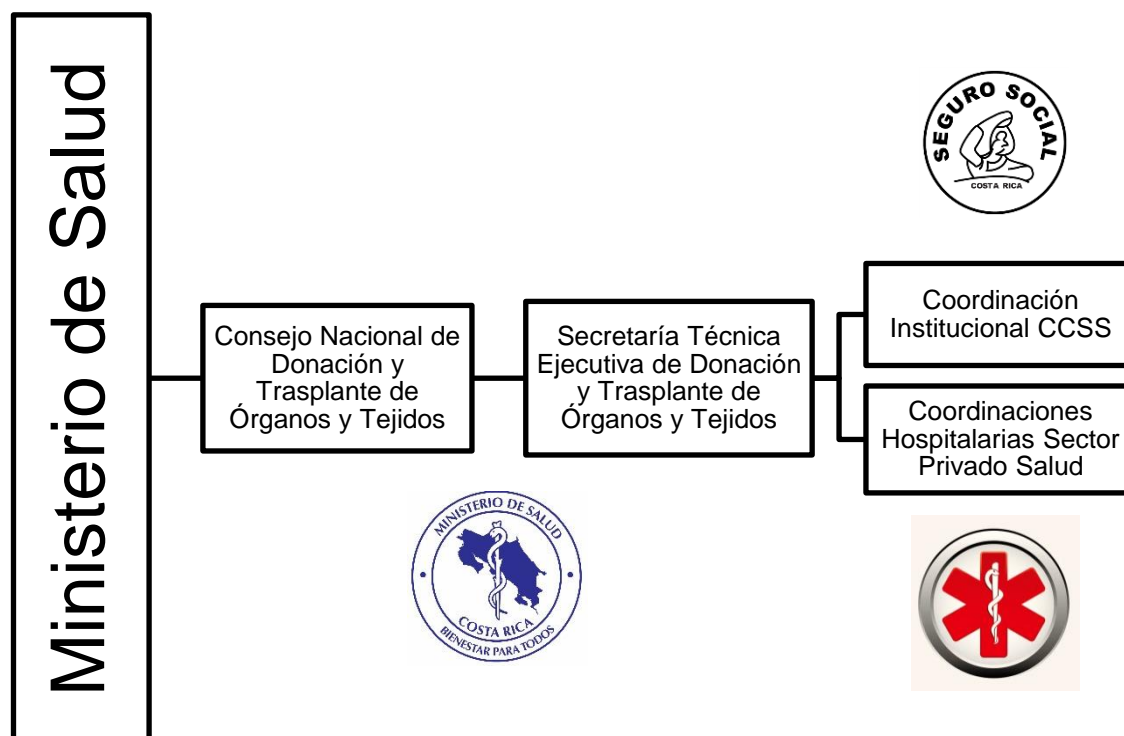 Ministerio de Salud
Consejo Nacional de
Donación y
Trasplante de
Órganos y Tejidos
Secretaría Técnica
Ejecutiva de Donación
y Trasplante de
Órganos y Tejidos
SEGURO SOCIAL
COSTA RICA
Coordinación
Institucional CCSS
Coordinaciones
Hospitalarias Sector
Privado Salud
MINISTERIO DE SALUD
COSTA RICA
BIENESTAR PARA TODOS